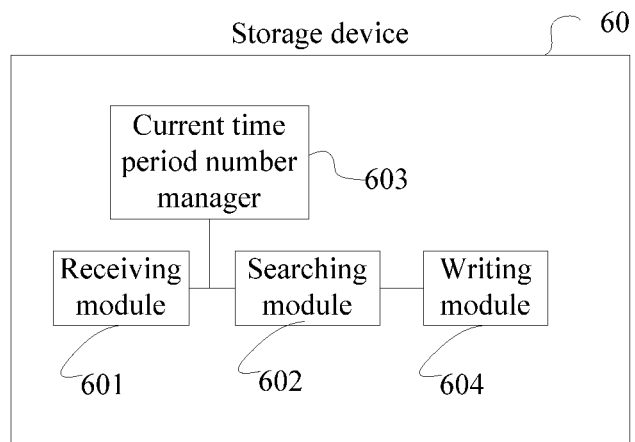 Storage device
60
Current time
period number
manager
603
Receiving
module
Searching
module
Writing
module
601
602
604